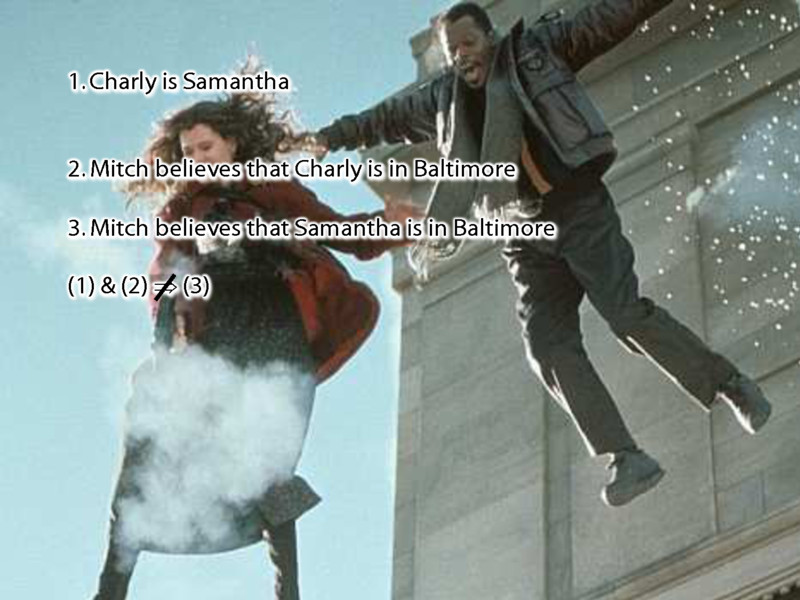 1. Charly is Samantha
2. Mitch believes that Charly is in Baltimore
3. Mitch believes that Samantha is in Baltimore
(1) & (2) ⇏ (3)